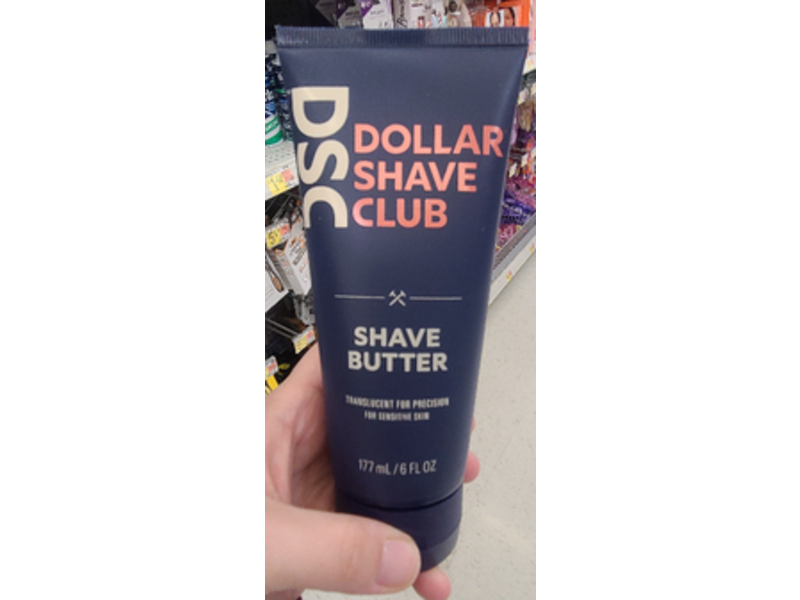 DSC
DOLLAR
SHAVE
CLUB
SHAVE
BUTTER
TRANSLUCENT FOR PRECISION
FOR SENSITIVE SKIN
177 mL / 6 FL OZ